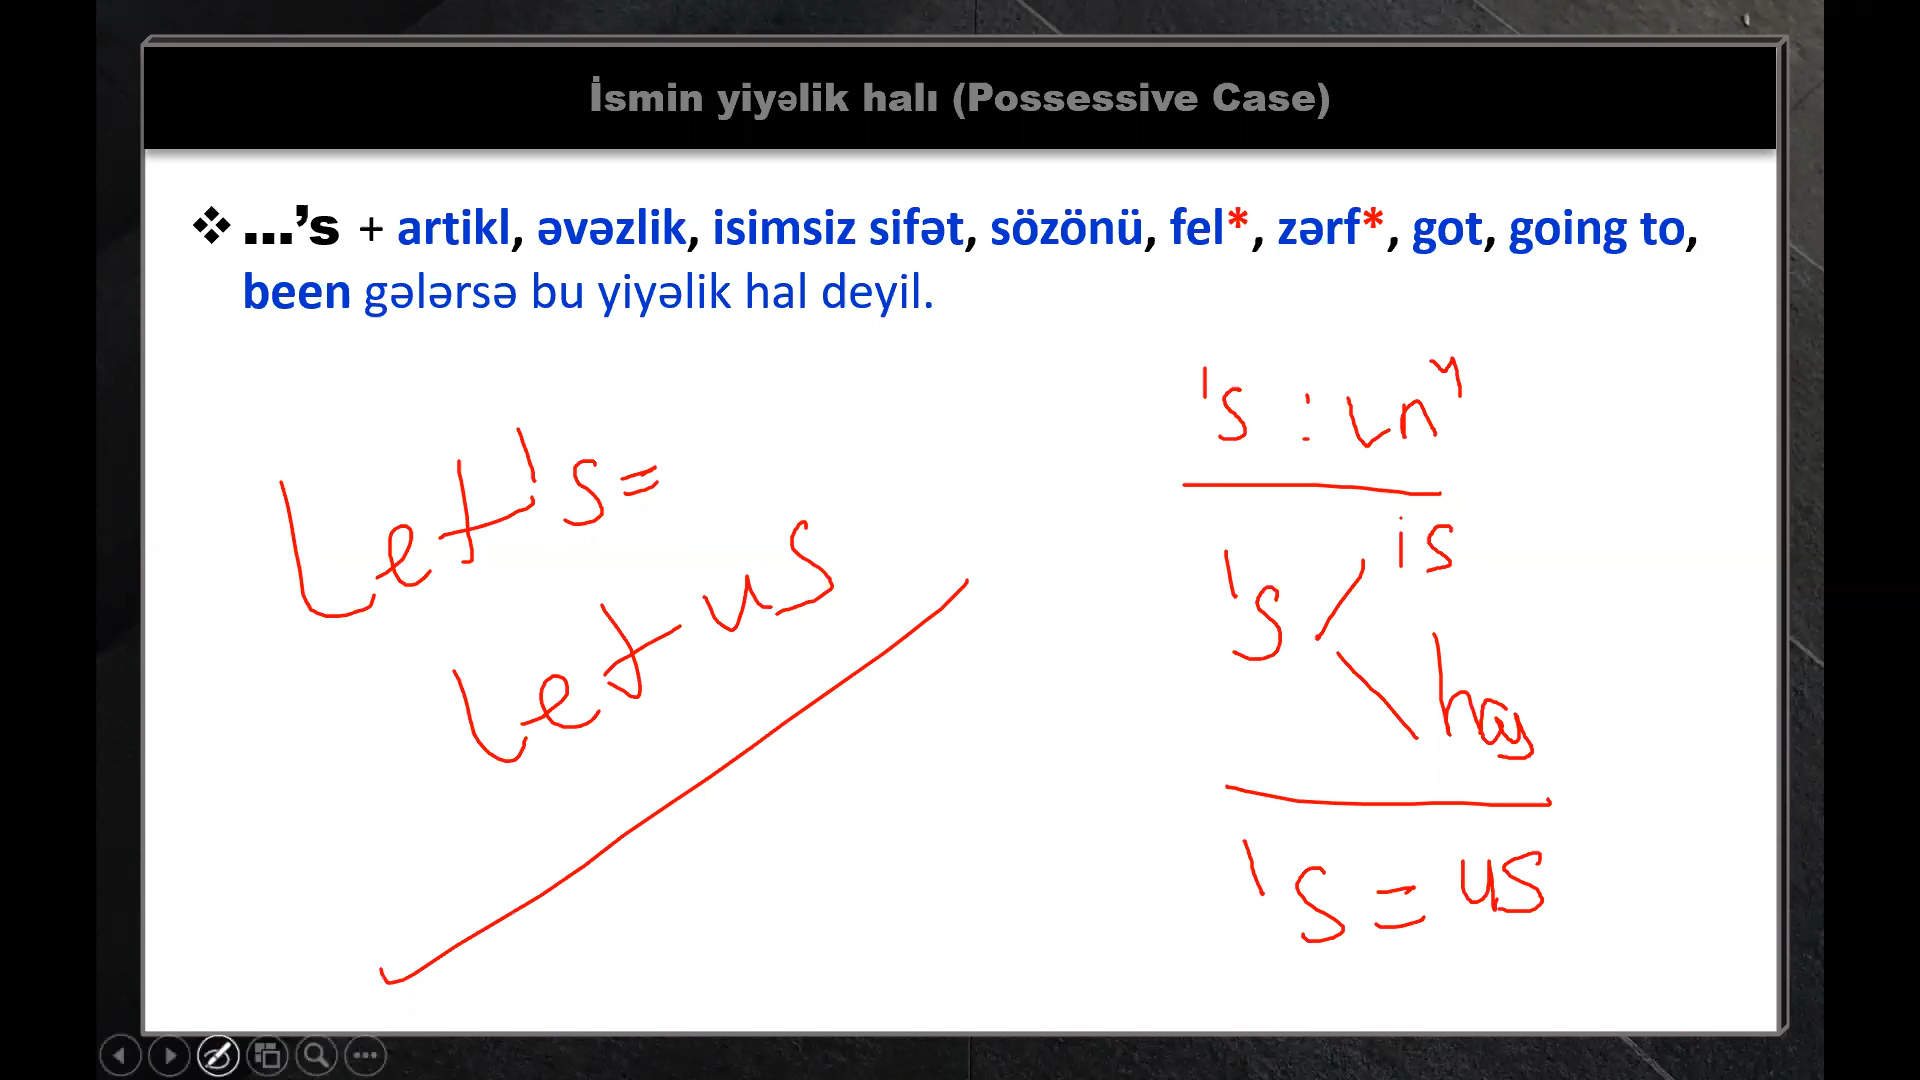 İsmin yiyəlik halı (Possessive Case)
❖ ...’s + artikl, əvəzlik, isimsiz sifət, sözönü, fel*, zərf*, got, going to,
been gələrsə bu yiyəlik hal deyil.
Let's =
Let us
's : ın⁴
's
is
has
's = us